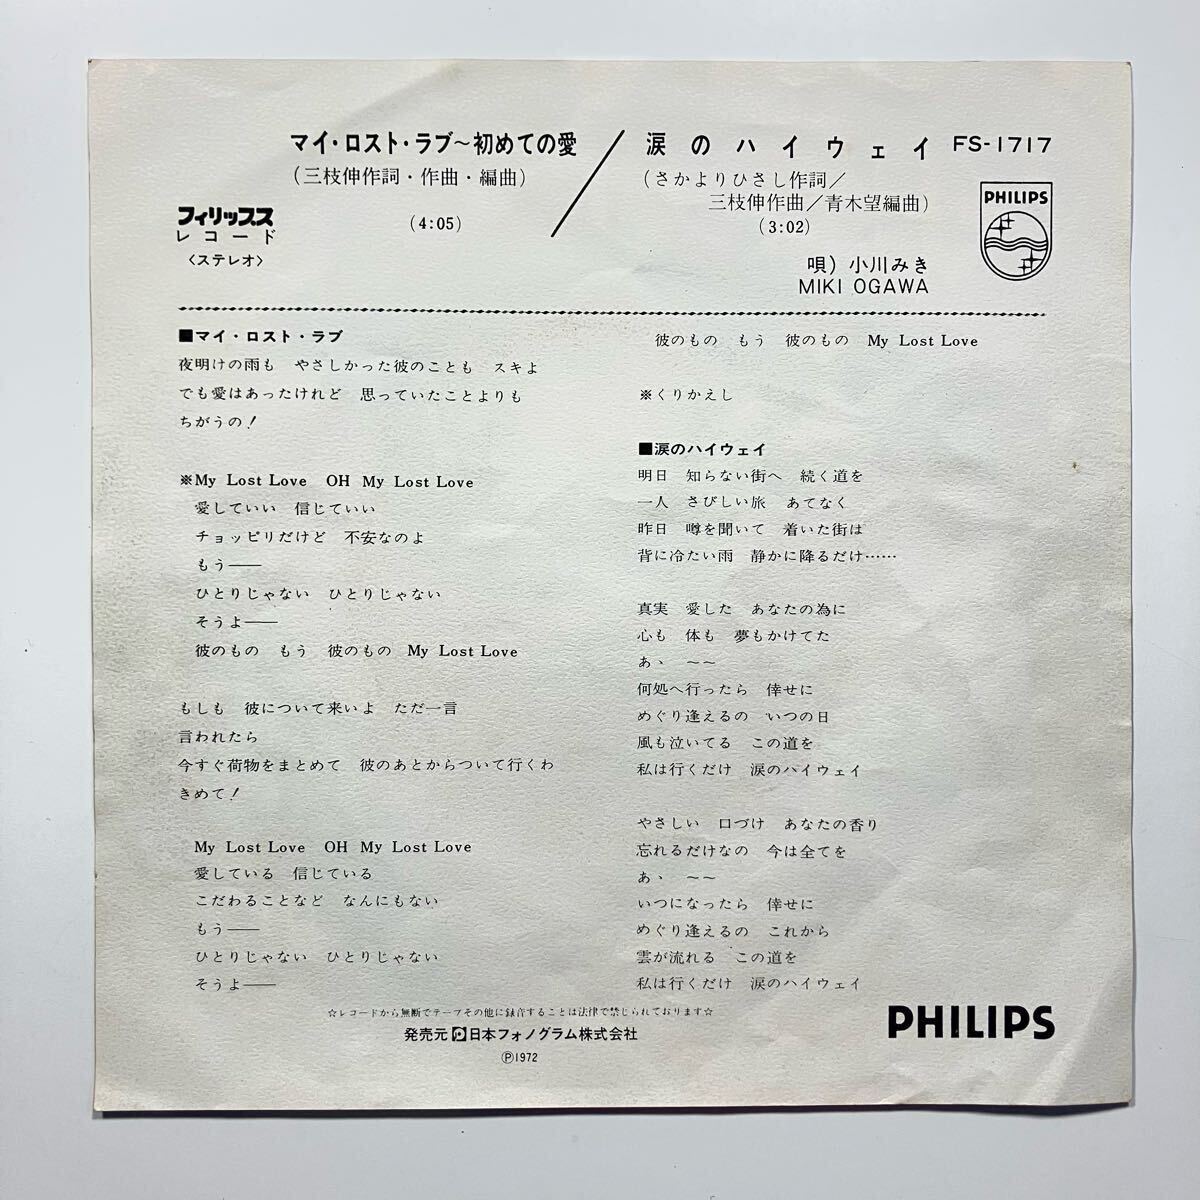 マイ・ロスト・ラブ～初めての愛
(三枝伸作詞・作曲・編曲)
(4:05)
涙のハイウェイ
(さかよりひさし作詞/
三枝伸作曲/青木望編曲)
(3:02)
FS-1717
フィリップス
レコード
〈ステレオ〉
PHILIPS
唄) 小川みき
MIKI OGAWA
■マイ・ロスト・ラブ
夜明けの雨も　やさしかった彼のことも　スキよ
でも愛はあったけれど　思っていたことよりも
ちがうの!
※My Lost Love　OH My Lost Love
愛していい　信じていい
チョッピリだけど　不安なのよ
もう——
ひとりじゃない　ひとりじゃない
そうよ——
彼のもの　もう　彼のもの　My Lost Love
もしも　彼について来いよ　ただ一言
言われたら
今すぐ荷物をまとめて　彼のあとからついて行くわ
きめて!
My Lost Love　OH My Lost Love
愛している　信じている
こだわることなど　なんにもない
もう——
ひとりじゃない　ひとりじゃない
そうよ——
彼のもの　もう　彼のもの　My Lost Love
※くりかえし
■涙のハイウェイ
明日　知らない街へ　続く道を
一人　さびしい旅　あてなく
昨日　噂を聞いて　着いた街は
背に冷たい雨　静かに降るだけ……
真実　愛した　あなたの為に
心も　体も　夢もかけてた
あゝ　～～
何処へ行ったら　倖せに
めぐり逢えるの　いつの日
風も泣いてる　この道を
私は行くだけ　涙のハイウェイ
やさしい　口づけ　あなたの香り
忘れるだけなの　今は全てを
あゝ　～～
いつになったら　倖せに
めぐり逢えるの　これから
雲が流れる　この道を
私は行くだけ　涙のハイウェイ
☆レコードから無断でテープその他に録音することは法律で禁じられております☆
発売元 日本フォノグラム株式会社
Ⓟ1972
PHILIPS